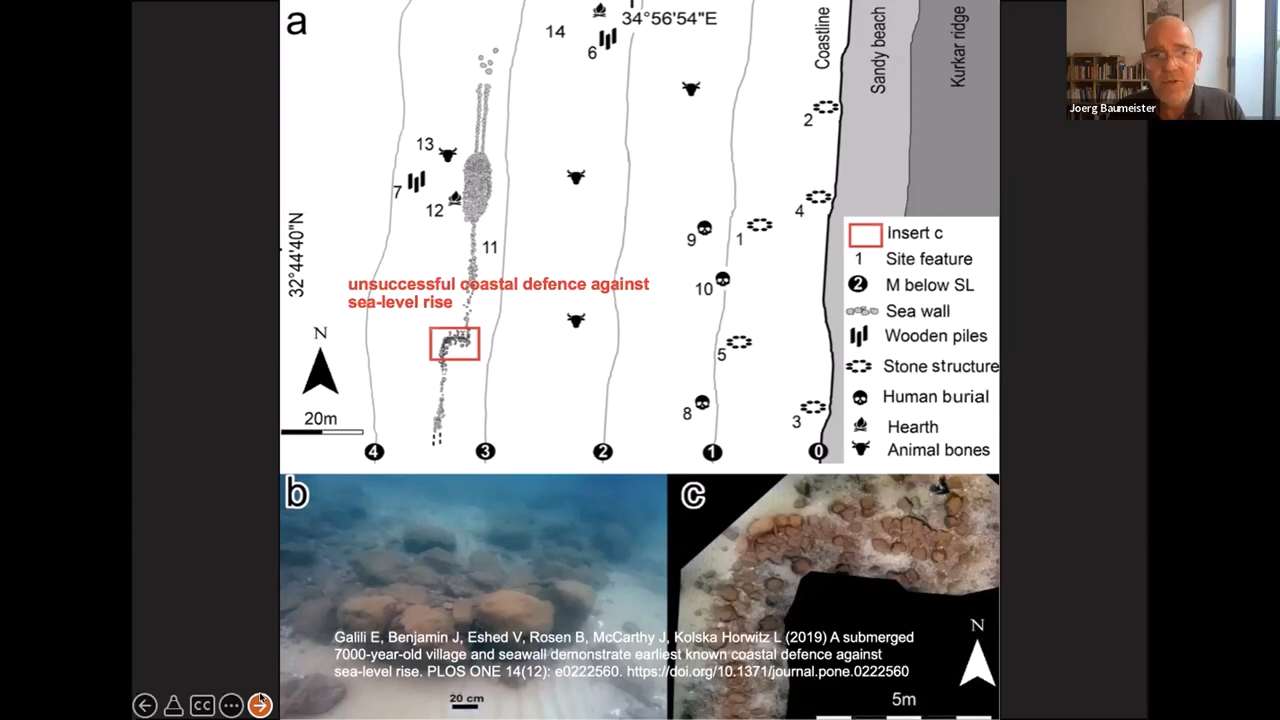 a
34°56'54"E
14
6
Coastline
Sandy beach
Kurkar ridge
Joerg Baumeister
2
13
7
12
4
9
1
11
32°44'40"N
10
unsuccessful coastal defence against
sea-level rise
N
5
20m
8
3
4
3
2
1
0
Insert c
1 Site feature
2 M below SL
Sea wall
Wooden piles
Stone structure
Human burial
Hearth
Animal bones
b
c
Galili E, Benjamin J, Eshed V, Rosen B, McCarthy J, Kolska Horwitz L (2019) A submerged
7000-year-old village and seawall demonstrate earliest known coastal defence against
sea-level rise. PLOS ONE 14(12): e0222560. https://doi.org/10.1371/journal.pone.0222560
20 cm
N
5m
CC